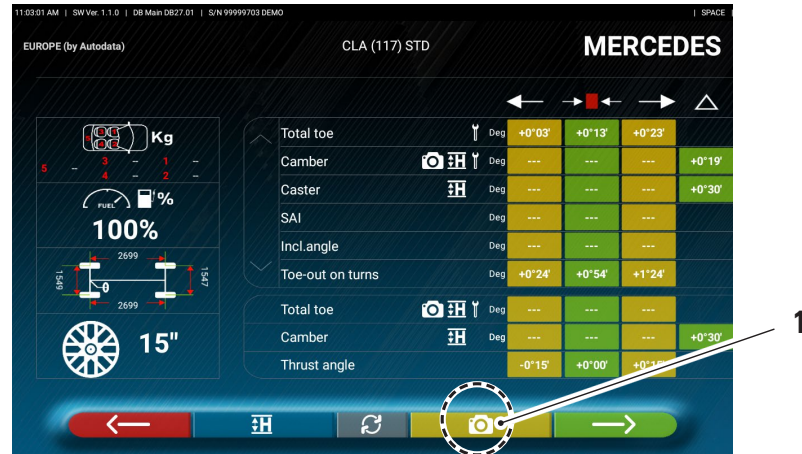 11:03:01 AM | SW Ver. 1.1.0 | DB Main DB27.01 | S/N 99999703 DEMO | SPACE |
EUROPE (by Autodata) CLA (117) STD MERCEDES
Kg
5 – 3 -- 1 --
4 -- 2 --
FUEL %
100%
2699
1549 1547
2699
15"
Total toe Deg +0°03' +0°13' +0°23'
Camber H Deg --- --- --- +0°19'
Caster H Deg --- --- --- +0°30'
SAI Deg --- --- ---
Incl.angle Deg --- --- ---
Toe-out on turns Deg +0°24' +0°54' +1°24'
Total toe H Deg --- --- ---
Camber H Deg --- --- --- +0°30'
Thrust angle -0°15' +0°00'
H
1